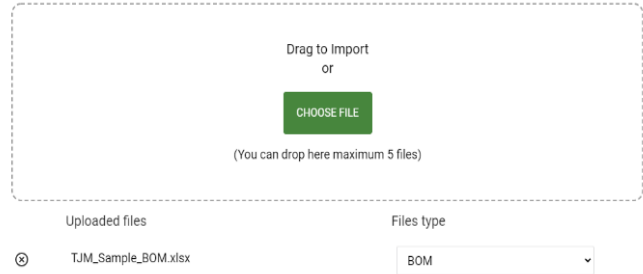 Drag to Import
or
CHOOSE FILE
(You can drop here maximum 5 files)
Uploaded files Files type
TJM_Sample_BOM.xlsx BOM